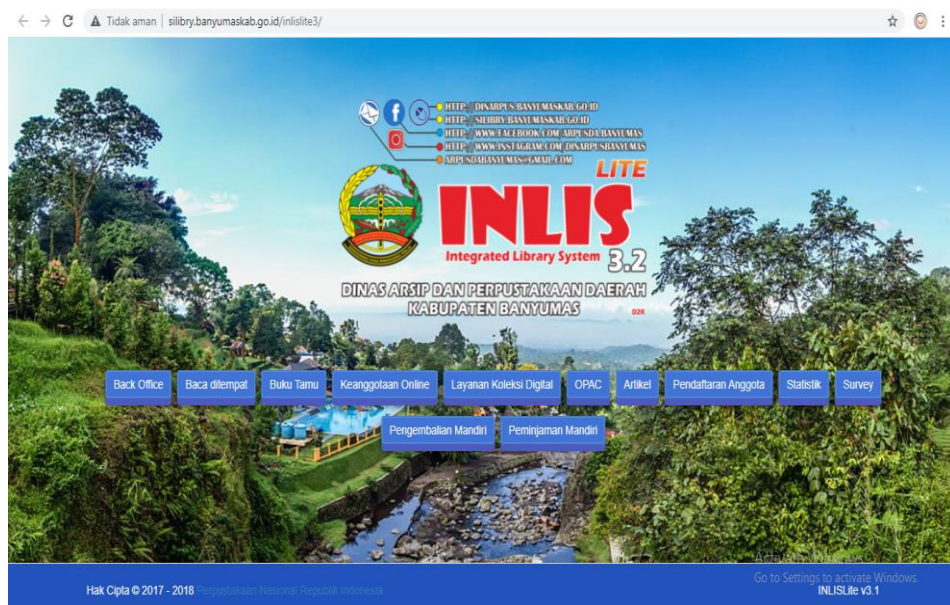 Tidak aman | silibry.banyumaskab.go.id/inlislite3/
HTTP://DINARPUS.BANYUMASKAB.GO.ID
HTTP://SILIBRY.BANYUMASKAB.GO.ID
HTTP://WWW.FACEBOOK.COM/ARPUSDA.BANYUMAS
HTTP://WWW.INSTAGRAM.COM/DINARPUSBANYUMAS
ARPUSDABANYUMAS@GMAIL.COM
LITE
INLIS
Integrated Library System 3.2
DINAS ARSIP DAN PERPUSTAKAAN DAERAH
KABUPATEN BANYUMAS
DZK
Back Office Baca ditempat Buku Tamu Keanggotaan Online Layanan Koleksi Digital OPAC Artikel Pendaftaran Anggota Statistik Survey
Pengembalian Mandiri Peminjaman Mandiri
Go to Settings to activate Windows.
Hak Cipta © 2017 - 2018 Perpustakaan Nasional Republik Indonesia INLISLite v3.1